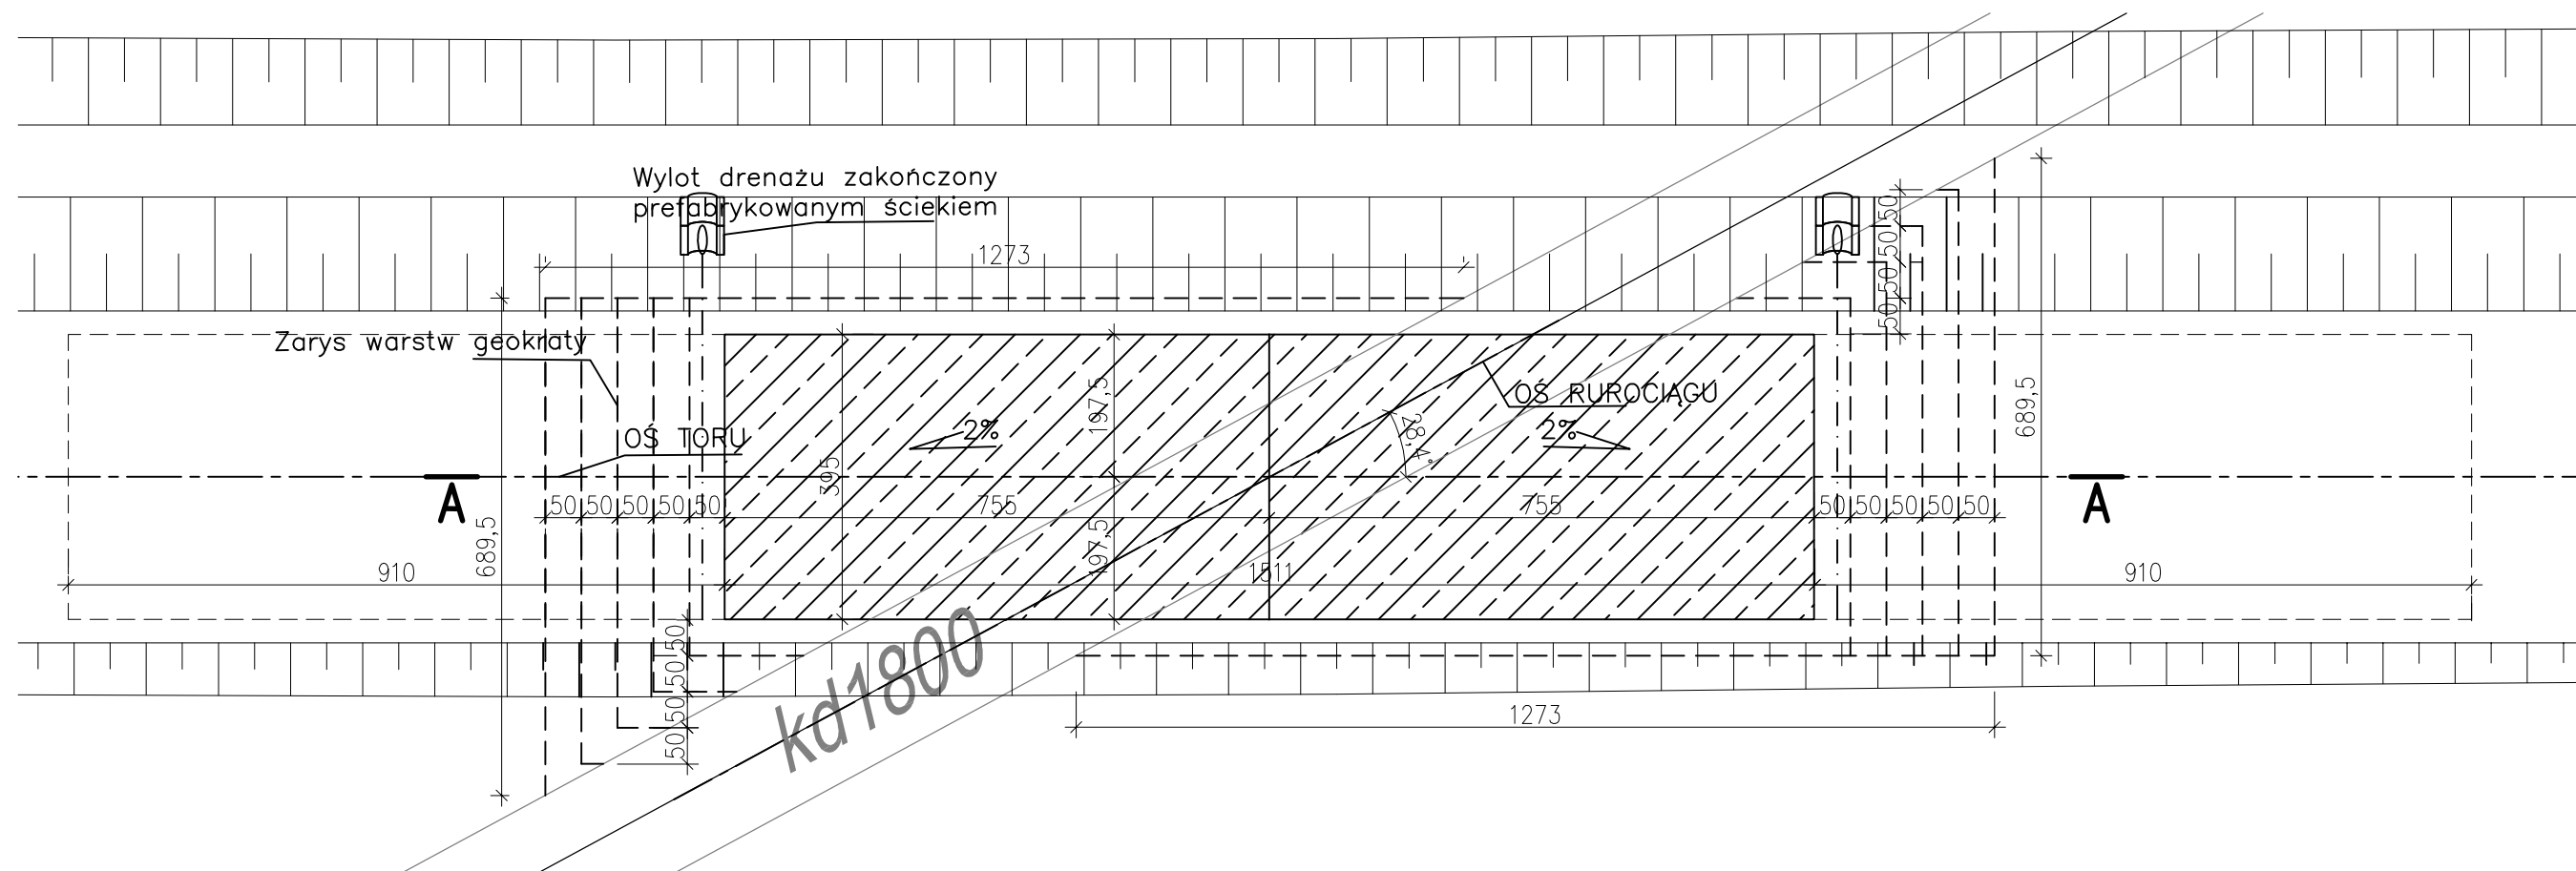 Wylot drenażu zakończony
prefabrykowanym ściekiem
1273
50
50
50
50
689,5
Zarys warstw geokraty
OŚ RUROCIĄGU
197,5
28,4°
2%
2%
OŚ TORU
395
A
A
50 50 50 50 50
755
755
50 50 50 50 50
689,5
197,5
910
1511
910
50
50
50
50
kd1800
1273